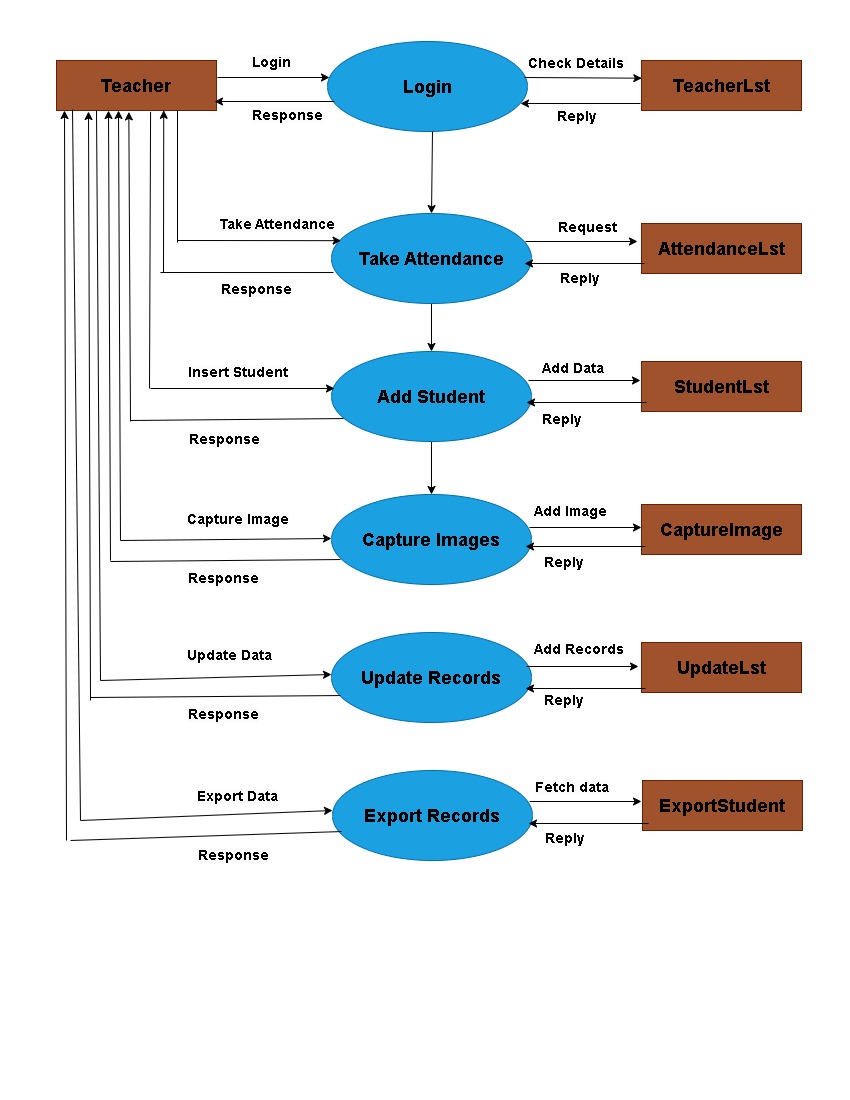 Teacher
Login
Login
Check Details
TeacherLst
Response
Reply
Take Attendance
Take Attendance
Request
AttendanceLst
Response
Reply
Insert Student
Add Student
Add Data
StudentLst
Response
Reply
Capture Image
Capture Images
Add Image
CaptureImage
Response
Reply
Update Data
Update Records
Add Records
UpdateLst
Response
Reply
Export Data
Export Records
Fetch data
ExportStudent
Response
Reply